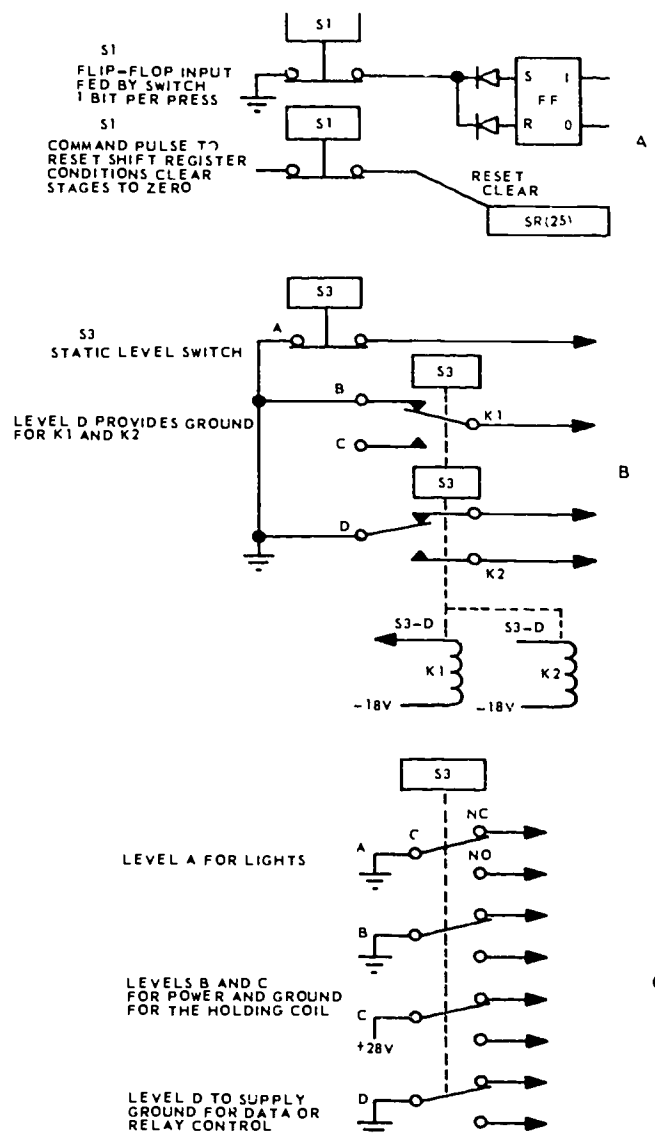 S1
S1
FLIP-FLOP INPUT
FED BY SWITCH
1 BIT PER PRESS
S 1
FF
R 0
A
S1
S1
COMMAND PULSE TO
RESET SHIFT REGISTER
CONDITIONS CLEAR
STAGES TO ZERO
RESET
CLEAR
SR(25)
S3
A
S3
STATIC LEVEL SWITCH
S3
B
K1
LEVEL D PROVIDES GROUND
FOR K1 AND K2
C
B
S3
D
K2
S3-D S3-D
K1 K2
-18V -18V
S3
NC
A C
LEVEL A FOR LIGHTS
NO
B
LEVELS B AND C
FOR POWER AND GROUND
FOR THE HOLDING COIL
C
+28V
D
LEVEL D TO SUPPLY
GROUND FOR DATA OR
RELAY CONTROL